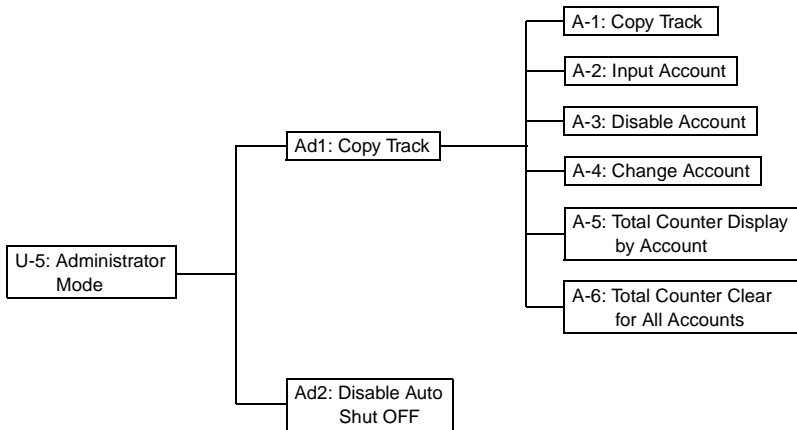 U-5: Administrator
Mode
Ad1: Copy Track
A-1: Copy Track
A-2: Input Account
A-3: Disable Account
A-4: Change Account
A-5: Total Counter Display
by Account
A-6: Total Counter Clear
for All Accounts
Ad2: Disable Auto
Shut OFF